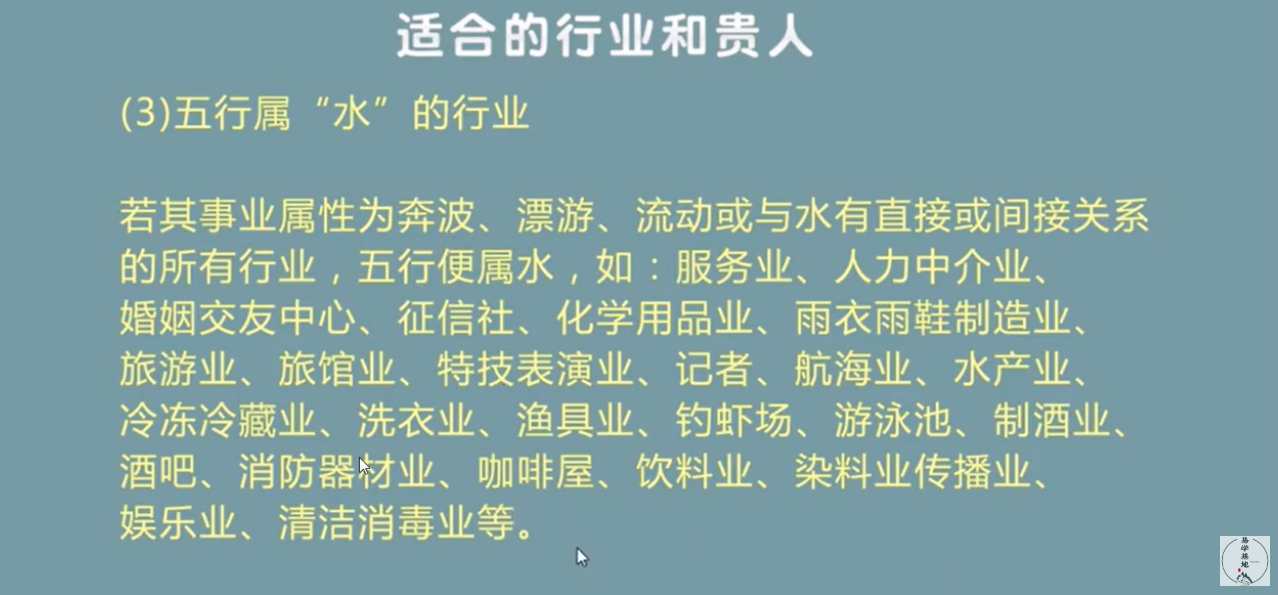 适合的行业和贵人
(3)五行属“水”的行业
若其事业属性为奔波、漂游、流动或与水有直接或间接关系
的所有行业，五行便属水，如：服务业、人力中介业、
婚姻交友中心、征信社、化学用品业、雨衣雨鞋制造业、
旅游业、旅馆业、特技表演业、记者、航海业、水产业、
冷冻冷藏业、洗衣业、渔具业、钓虾场、游泳池、制酒业、
酒吧、消防器材业、咖啡屋、饮料业、染料业传播业、
娱乐业、清洁消毒业等。
易学基地